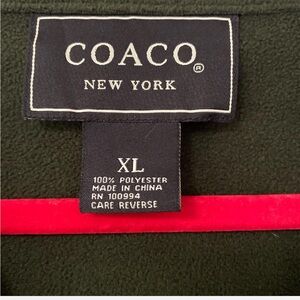 COACO®
NEW YORK
XL
100% POLYESTER
MADE IN CHINA
RN 100994
CARE REVERSE